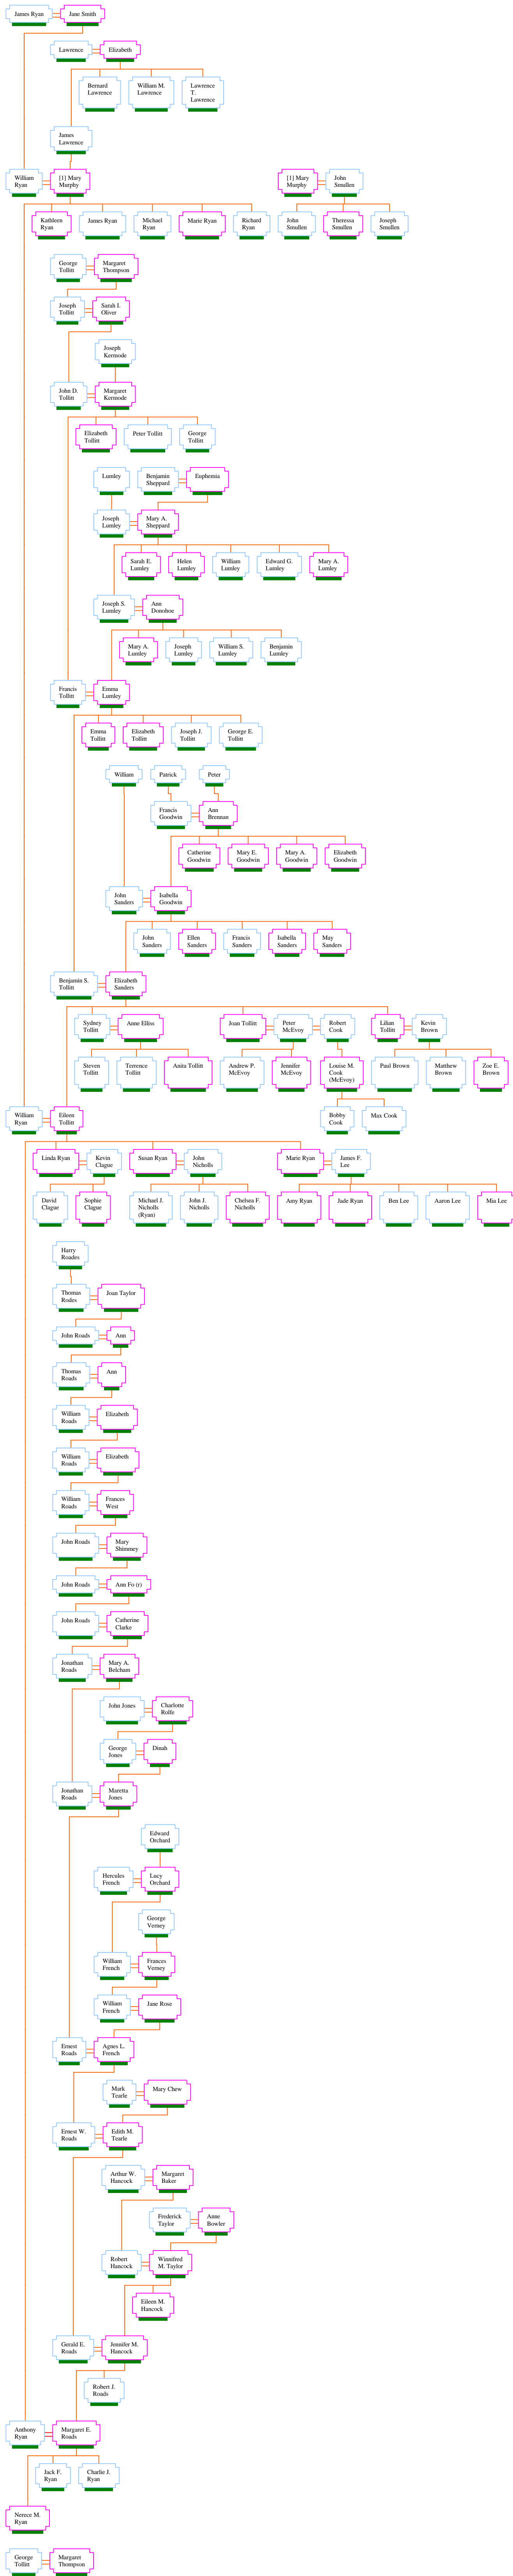 James Ryan
Jane Smith
Lawrence
Elizabeth
Bernard
Lawrence
William M.
Lawrence
Lawrence
T.
Lawrence
James
Lawrence
William
Ryan
[1] Mary
Murphy
[1] Mary
Murphy
John
Smullen
Kathleen
Ryan
James Ryan
Michael
Ryan
Marie Ryan
Richard
Ryan
John
Smullen
Theressa
Smullen
Joseph
Smullen
George
Tollitt
Margaret
Thompson
Joseph
Tollitt
Sarah I.
Oliver
Joseph
Kermode
John D.
Tollitt
Margaret
Kermode
Elizabeth
Tollitt
Peter Tollitt
George
Tollitt
Lumley
Benjamin
Sheppard
Euphemia
Joseph
Lumley
Mary A.
Sheppard
Sarah E.
Lumley
Helen
Lumley
William
Lumley
Edward G.
Lumley
Mary A.
Lumley
Joseph S.
Lumley
Ann
Donohoe
Mary A.
Lumley
Joseph
Lumley
William S.
Lumley
Benjamin
Lumley
Francis
Tollitt
Emma
Lumley
Emma
Tollitt
Elizabeth
Tollitt
Joseph J.
Tollitt
George E.
Tollitt
William
Patrick
Peter
Francis
Goodwin
Ann
Brennan
Catherine
Goodwin
Mary E.
Goodwin
Mary A.
Goodwin
Elizabeth
Goodwin
John
Sanders
Isabella
Goodwin
John
Sanders
Ellen
Sanders
Francis
Sanders
Isabella
Sanders
May
Sanders
Benjamin S.
Tollitt
Elizabeth
Sanders
Sydney
Tollitt
Anne Elliss
Joan Tollitt
Peter
McEvoy
Robert
Cook
Lilian
Tollitt
Kevin
Brown
Steven
Tollitt
Terrence
Tollitt
Anita Tollitt
Andrew P.
McEvoy
Jennifer
McEvoy
Louise M.
Cook
(McEvoy)
Paul Brown
Matthew
Brown
Zoe E.
Brown
William
Ryan
Eileen
Tollitt
Bobby
Cook
Max Cook
Linda Ryan
Kevin
Clague
Susan Ryan
John
Nicholls
Marie Ryan
James F.
Lee
David
Clague
Sophie
Clague
Michael J.
Nicholls
(Ryan)
John J.
Nicholls
Chelsea F.
Nicholls
Amy Ryan
Jade Ryan
Ben Lee
Aaron Lee
Mia Lee
Harry
Roades
Thomas
Rodes
Joan Taylor
John Roads
Ann
Thomas
Roads
Ann
William
Roads
Elizabeth
William
Roads
Elizabeth
William
Roads
Frances
West
John Roads
Mary
Shimmey
John Roads
Ann Fo (r)
John Roads
Catherine
Clarke
Jonathan
Roads
Mary A.
Belcham
John Jones
Charlotte
Rolfe
George
Jones
Dinah
Jonathan
Roads
Maretta
Jones
Edward
Orchard
Hercules
French
Lucy
Orchard
George
Verney
William
French
Frances
Verney
William
French
Jane Rose
Ernest
Roads
Agnes L.
French
Mark
Tearle
Mary Chew
Ernest W.
Roads
Edith M.
Tearle
Arthur W.
Hancock
Margaret
Baker
Frederick
Taylor
Anne
Bowler
Robert
Hancock
Winnifred
M. Taylor
Eileen M.
Hancock
Gerald E.
Roads
Jennifer M.
Hancock
Robert J.
Roads
Anthony
Ryan
Margaret E.
Roads
Jack F.
Ryan
Charlie J.
Ryan
Nerece M.
Ryan
George
Tollitt
Margaret
Thompson